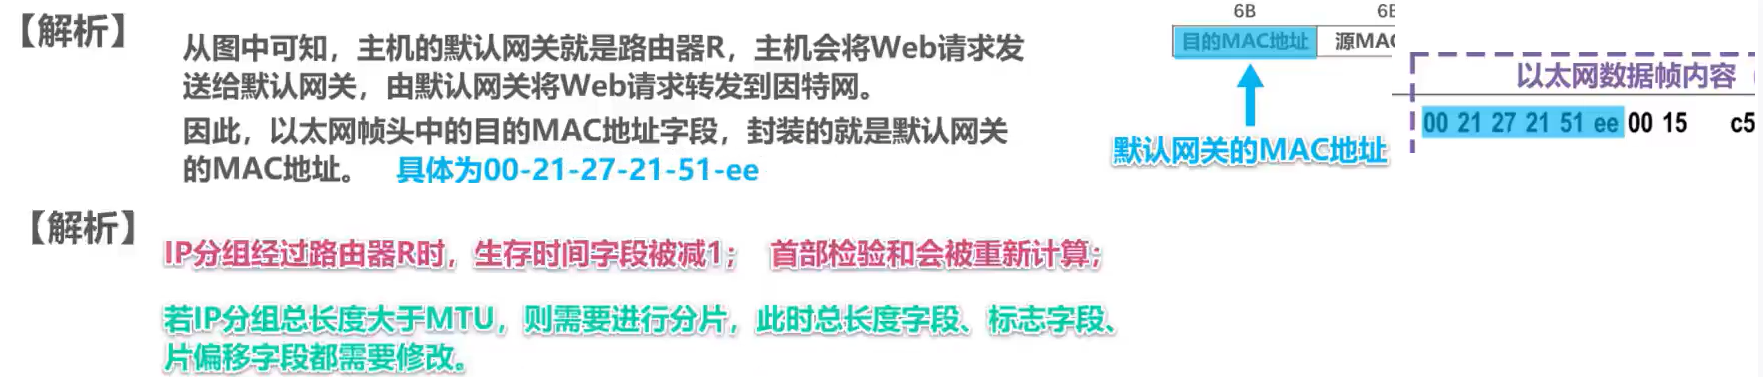 【解析】
从图中可知，主机的默认网关就是路由器R，主机会将Web请求发
送给默认网关，由默认网关将Web请求转发到因特网。
因此，以太网帧头中的目的MAC地址字段，封装的就是默认网关
的MAC地址。 具体为00-21-27-21-51-ee
6B 6B
目的MAC地址 源MAC
默认网关的MAC地址
以太网数据帧内容
00 21 27 21 51 ee 00 15 c5
【解析】
IP分组经过路由器R时，生存时间字段被减1； 首部检验和会被重新计算；
若IP分组总长度大于MTU，则需要进行分片，此时总长度字段、标志字段、
片偏移字段都需要修改。